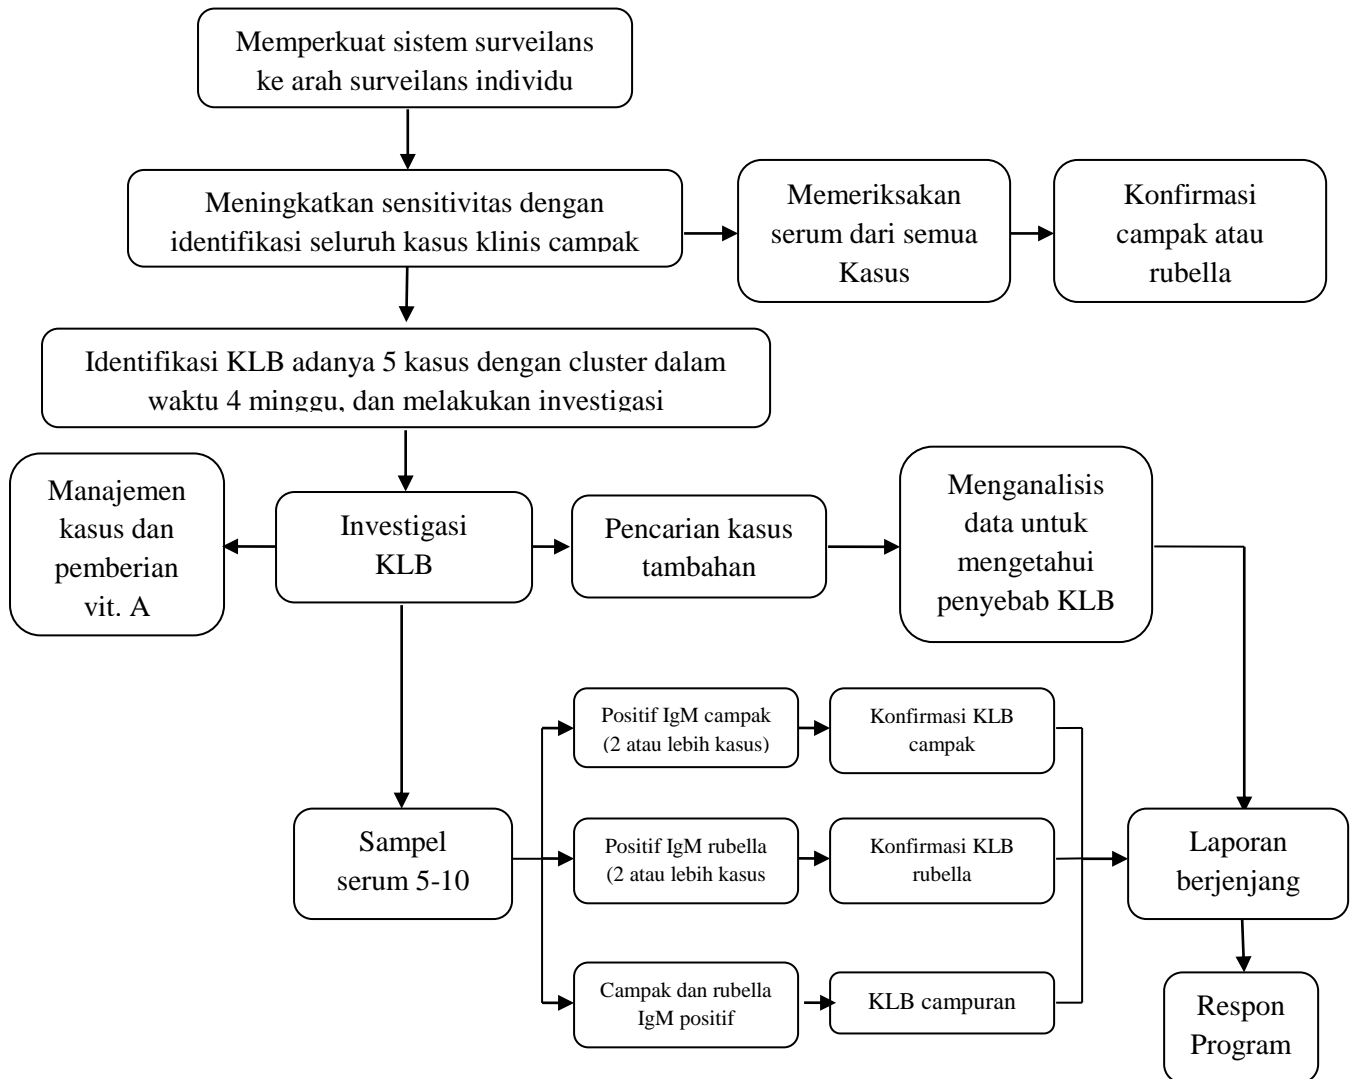 Memperkuat sistem surveilans
ke arah surveilans individu
Meningkatkan sensitivitas dengan
identifikasi seluruh kasus klinis campak
Memeriksakan
serum dari semua
Kasus
Konfirmasi
campak atau
rubella
Identifikasi KLB adanya 5 kasus dengan cluster dalam
waktu 4 minggu, dan melakukan investigasi
Manajemen
kasus dan
pemberian
vit. A
Investigasi
KLB
Pencarian kasus
tambahan
Menganalisis
data untuk
mengetahui
penyebab KLB
Positif IgM campak
(2 atau lebih kasus)
Konfirmasi KLB
campak
Sampel
serum 5-10
Positif IgM rubella
(2 atau lebih kasus
Konfirmasi KLB
rubella
Laporan
berjenjang
Campak dan rubella
IgM positif
KLB campuran
Respon
Program